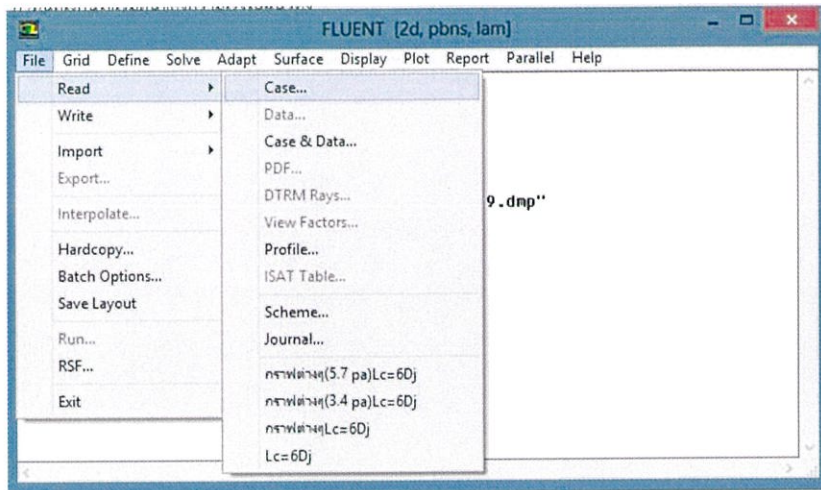 FLUENT [2d, pbns, lam]
File Grid Define Solve Adapt Surface Display Plot Report Parallel Help
Read
Write
Import
Export...
Interpolate...
Hardcopy...
Batch Options...
Save Layout
Run...
RSF...
Exit
Case...
Data...
Case & Data...
PDF...
DTRM Rays...
View Factors...
Profile...
ISAT Table...
Scheme...
Journal...
กราฟต่างๆ(5.7 pa)Lc=6Dj
กราฟต่างๆ(3.4 pa)Lc=6Dj
กราฟต่างๆLc=6Dj
Lc=6Dj
9.dmp"